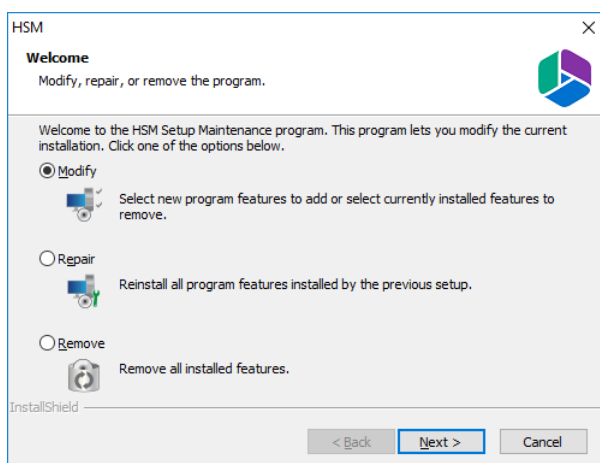 HSM
Welcome
Modify, repair, or remove the program.
Welcome to the HSM Setup Maintenance program. This program lets you modify the current
installation. Click one of the options below.
Modify
Select new program features to add or select currently installed features to
remove.
Repair
Reinstall all program features installed by the previous setup.
Remove
Remove all installed features.
InstallShield
< Back
Next >
Cancel